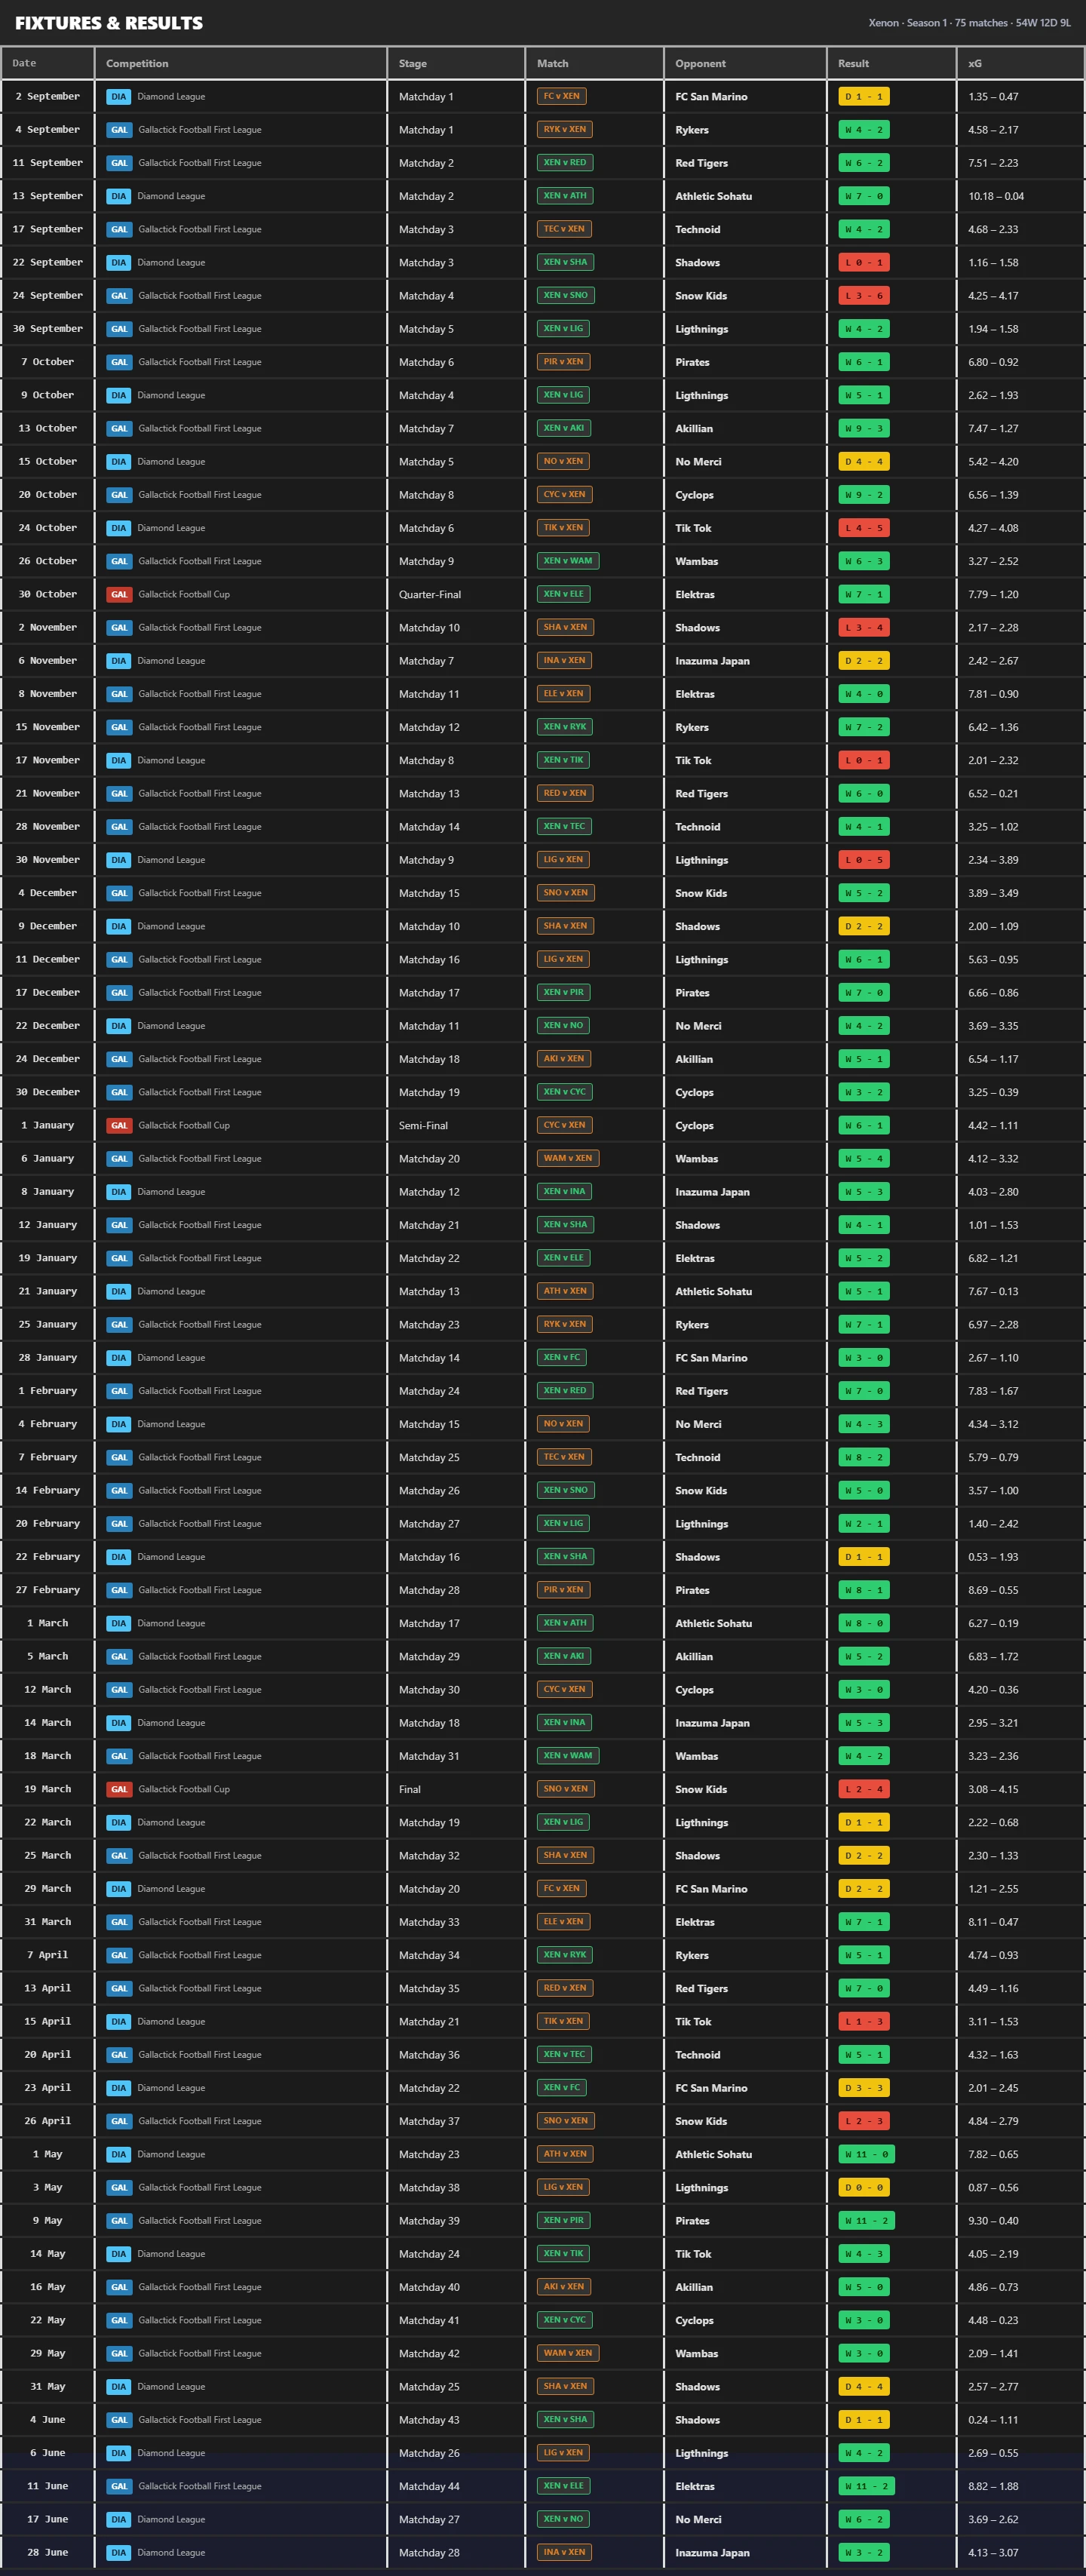 FIXTURES & RESULTS Xenon · Season 1 · 75 matches · 54W 12D 9L
Date Competition Stage Match Opponent Result xG
2 September DIA Diamond League Matchday 1 FC v XEN FC San Marino D 1 - 1 1.35 – 0.47
4 September GAL Gallactick Football First League Matchday 1 RYK v XEN Rykers W 4 - 2 4.58 – 2.17
11 September GAL Gallactick Football First League Matchday 2 XEN v RED Red Tigers W 6 - 2 7.51 – 2.23
13 September DIA Diamond League Matchday 2 XEN v ATH Athletic Sohatu W 7 - 0 10.18 – 0.04
17 September GAL Gallactick Football First League Matchday 3 TEC v XEN Technoid W 4 - 2 4.68 – 2.33
22 September DIA Diamond League Matchday 3 XEN v SHA Shadows L 0 - 1 1.16 – 1.58
24 September GAL Gallactick Football First League Matchday 4 XEN v SNO Snow Kids L 3 - 6 4.25 – 4.17
30 September GAL Gallactick Football First League Matchday 5 XEN v LIG Ligthnings W 4 - 2 1.94 – 1.58
7 October GAL Gallactick Football First League Matchday 6 PIR v XEN Pirates W 6 - 1 6.80 – 0.92
9 October DIA Diamond League Matchday 4 XEN v LIG Ligthnings W 5 - 1 2.62 – 1.93
13 October GAL Gallactick Football First League Matchday 7 XEN v AKI Akillian W 9 - 3 7.47 – 1.27
15 October DIA Diamond League Matchday 5 NO v XEN No Merci D 4 - 4 5.42 – 4.20
20 October GAL Gallactick Football First League Matchday 8 CYC v XEN Cyclops W 9 - 2 6.56 – 1.39
24 October DIA Diamond League Matchday 6 TIK v XEN Tik Tok L 4 - 5 4.27 – 4.08
26 October GAL Gallactick Football First League Matchday 9 XEN v WAM Wambas W 6 - 3 3.27 – 2.52
30 October GAL Gallactick Football Cup Quarter-Final XEN v ELE Elektras W 7 - 1 7.79 – 1.20
2 November GAL Gallactick Football First League Matchday 10 SHA v XEN Shadows L 3 - 4 2.17 – 2.28
6 November DIA Diamond League Matchday 7 INA v XEN Inazuma Japan D 2 - 2 2.42 – 2.67
8 November GAL Gallactick Football First League Matchday 11 ELE v XEN Elektras W 4 - 0 7.81 – 0.90
15 November GAL Gallactick Football First League Matchday 12 XEN v RYK Rykers W 7 - 2 6.42 – 1.36
17 November DIA Diamond League Matchday 8 XEN v TIK Tik Tok L 0 - 1 2.01 – 2.32
21 November GAL Gallactick Football First League Matchday 13 RED v XEN Red Tigers W 6 - 0 6.52 – 0.21
28 November GAL Gallactick Football First League Matchday 14 XEN v TEC Technoid W 4 - 1 3.25 – 1.02
30 November DIA Diamond League Matchday 9 LIG v XEN Ligthnings L 0 - 5 2.34 – 3.89
4 December GAL Gallactick Football First League Matchday 15 SNO v XEN Snow Kids W 5 - 2 3.89 – 3.49
9 December DIA Diamond League Matchday 10 SHA v XEN Shadows D 2 - 2 2.00 – 1.09
11 December GAL Gallactick Football First League Matchday 16 LIG v XEN Ligthnings W 6 - 1 5.63 – 0.95
17 December GAL Gallactick Football First League Matchday 17 XEN v PIR Pirates W 7 - 0 6.66 – 0.86
22 December DIA Diamond League Matchday 11 XEN v NO No Merci W 4 - 2 3.69 – 3.35
24 December GAL Gallactick Football First League Matchday 18 AKI v XEN Akillian W 5 - 1 6.54 – 1.17
30 December GAL Gallactick Football First League Matchday 19 XEN v CYC Cyclops W 3 - 2 3.25 – 0.39
1 January GAL Gallactick Football Cup Semi-Final CYC v XEN Cyclops W 6 - 1 4.42 – 1.11
6 January GAL Gallactick Football First League Matchday 20 WAM v XEN Wambas W 5 - 4 4.12 – 3.32
8 January DIA Diamond League Matchday 12 XEN v INA Inazuma Japan W 5 - 3 4.03 – 2.80
12 January GAL Gallactick Football First League Matchday 21 XEN v SHA Shadows W 4 - 1 1.01 – 1.53
19 January GAL Gallactick Football First League Matchday 22 XEN v ELE Elektras W 5 - 2 6.82 – 1.21
21 January DIA Diamond League Matchday 13 ATH v XEN Athletic Sohatu W 5 - 1 7.67 – 0.13
25 January GAL Gallactick Football First League Matchday 23 RYK v XEN Rykers W 7 - 1 6.97 – 2.28
28 January DIA Diamond League Matchday 14 XEN v FC FC San Marino W 3 - 0 2.67 – 1.10
1 February GAL Gallactick Football First League Matchday 24 XEN v RED Red Tigers W 7 - 0 7.83 – 1.67
4 February DIA Diamond League Matchday 15 NO v XEN No Merci W 4 - 3 4.34 – 3.12
7 February GAL Gallactick Football First League Matchday 25 TEC v XEN Technoid W 8 - 2 5.79 – 0.79
14 February GAL Gallactick Football First League Matchday 26 XEN v SNO Snow Kids W 5 - 0 3.57 – 1.00
20 February GAL Gallactick Football First League Matchday 27 XEN v LIG Ligthnings W 2 - 1 1.40 – 2.42
22 February DIA Diamond League Matchday 16 XEN v SHA Shadows D 1 - 1 0.53 – 1.93
27 February GAL Gallactick Football First League Matchday 28 PIR v XEN Pirates W 8 - 1 8.69 – 0.55
1 March DIA Diamond League Matchday 17 XEN v ATH Athletic Sohatu W 8 - 0 6.27 – 0.19
5 March GAL Gallactick Football First League Matchday 29 XEN v AKI Akillian W 5 - 2 6.83 – 1.72
12 March GAL Gallactick Football First League Matchday 30 CYC v XEN Cyclops W 3 - 0 4.20 – 0.36
14 March DIA Diamond League Matchday 18 XEN v INA Inazuma Japan W 5 - 3 2.95 – 3.21
18 March GAL Gallactick Football First League Matchday 31 XEN v WAM Wambas W 4 - 2 3.23 – 2.36
19 March GAL Gallactick Football Cup Final SNO v XEN Snow Kids L 2 - 4 3.08 – 4.15
22 March DIA Diamond League Matchday 19 XEN v LIG Ligthnings D 1 - 1 2.22 – 0.68
25 March GAL Gallactick Football First League Matchday 32 SHA v XEN Shadows D 2 - 2 2.30 – 1.33
29 March DIA Diamond League Matchday 20 FC v XEN FC San Marino D 2 - 2 1.21 – 2.55
31 March GAL Gallactick Football First League Matchday 33 ELE v XEN Elektras W 7 - 1 8.11 – 0.47
7 April GAL Gallactick Football First League Matchday 34 XEN v RYK Rykers W 5 - 1 4.74 – 0.93
13 April GAL Gallactick Football First League Matchday 35 RED v XEN Red Tigers W 7 - 0 4.49 – 1.16
15 April DIA Diamond League Matchday 21 TIK v XEN Tik Tok L 1 - 3 3.11 – 1.53
20 April GAL Gallactick Football First League Matchday 36 XEN v TEC Technoid W 5 - 1 4.32 – 1.63
23 April DIA Diamond League Matchday 22 XEN v FC FC San Marino D 3 - 3 2.01 – 2.45
26 April GAL Gallactick Football First League Matchday 37 SNO v XEN Snow Kids L 2 - 3 4.84 – 2.79
1 May DIA Diamond League Matchday 23 ATH v XEN Athletic Sohatu W 11 - 0 7.82 – 0.65
3 May GAL Gallactick Football First League Matchday 38 LIG v XEN Ligthnings D 0 - 0 0.87 – 0.56
9 May GAL Gallactick Football First League Matchday 39 XEN v PIR Pirates W 11 - 2 9.30 – 0.40
14 May DIA Diamond League Matchday 24 XEN v TIK Tik Tok W 4 - 3 4.05 – 2.19
16 May GAL Gallactick Football First League Matchday 40 AKI v XEN Akillian W 5 - 0 4.86 – 0.73
22 May GAL Gallactick Football First League Matchday 41 XEN v CYC Cyclops W 3 - 0 4.48 – 0.23
29 May GAL Gallactick Football First League Matchday 42 WAM v XEN Wambas W 3 - 0 2.09 – 1.41
31 May DIA Diamond League Matchday 25 SHA v XEN Shadows D 4 - 4 2.57 – 2.77
4 June GAL Gallactick Football First League Matchday 43 XEN v SHA Shadows D 1 - 1 0.24 – 1.11
6 June DIA Diamond League Matchday 26 LIG v XEN Ligthnings W 4 - 2 2.69 – 0.55
11 June GAL Gallactick Football First League Matchday 44 XEN v ELE Elektras W 11 - 2 8.82 – 1.88
17 June DIA Diamond League Matchday 27 XEN v NO No Merci W 6 - 2 3.69 – 2.62
28 June DIA Diamond League Matchday 28 INA v XEN Inazuma Japan W 3 - 2 4.13 – 3.07